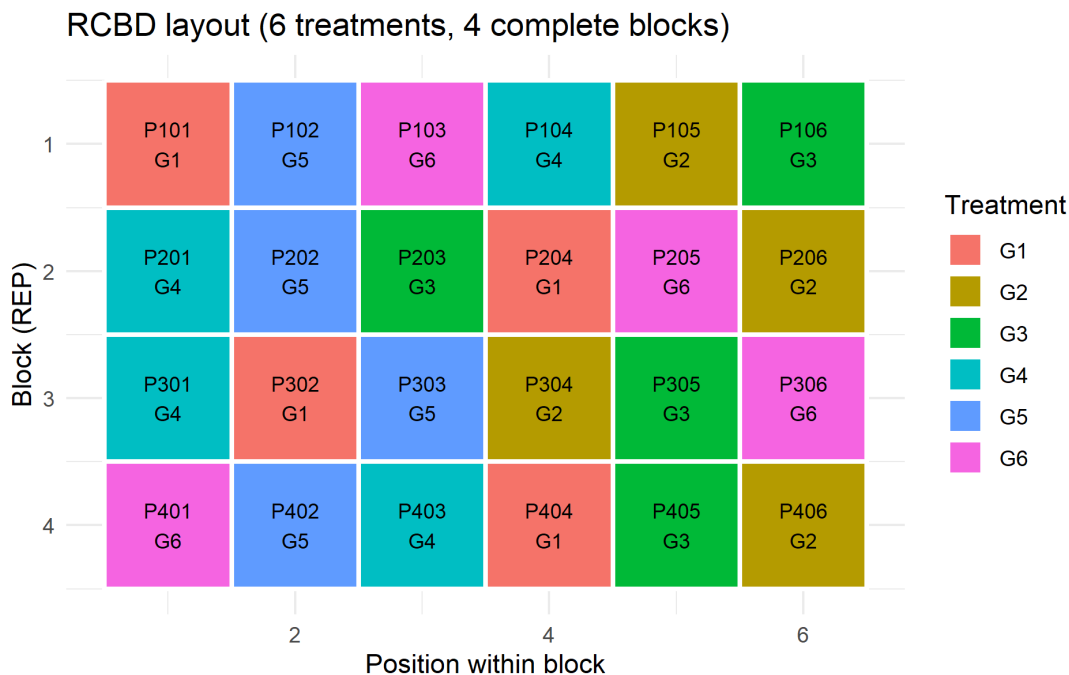 RCBD layout (6 treatments, 4 complete blocks)
P101
G1
P102
G5
P103
G6
P104
G4
P105
G2
P106
G3
P201
G4
P202
G5
P203
G3
P204
G1
P205
G6
P206
G2
P301
G4
P302
G1
P303
G5
P304
G2
P305
G3
P306
G6
P401
G6
P402
G5
P403
G4
P404
G1
P405
G3
P406
G2
1
2
3
4
Block (REP)
2
4
6
Position within block
Treatment
G1
G2
G3
G4
G5
G6